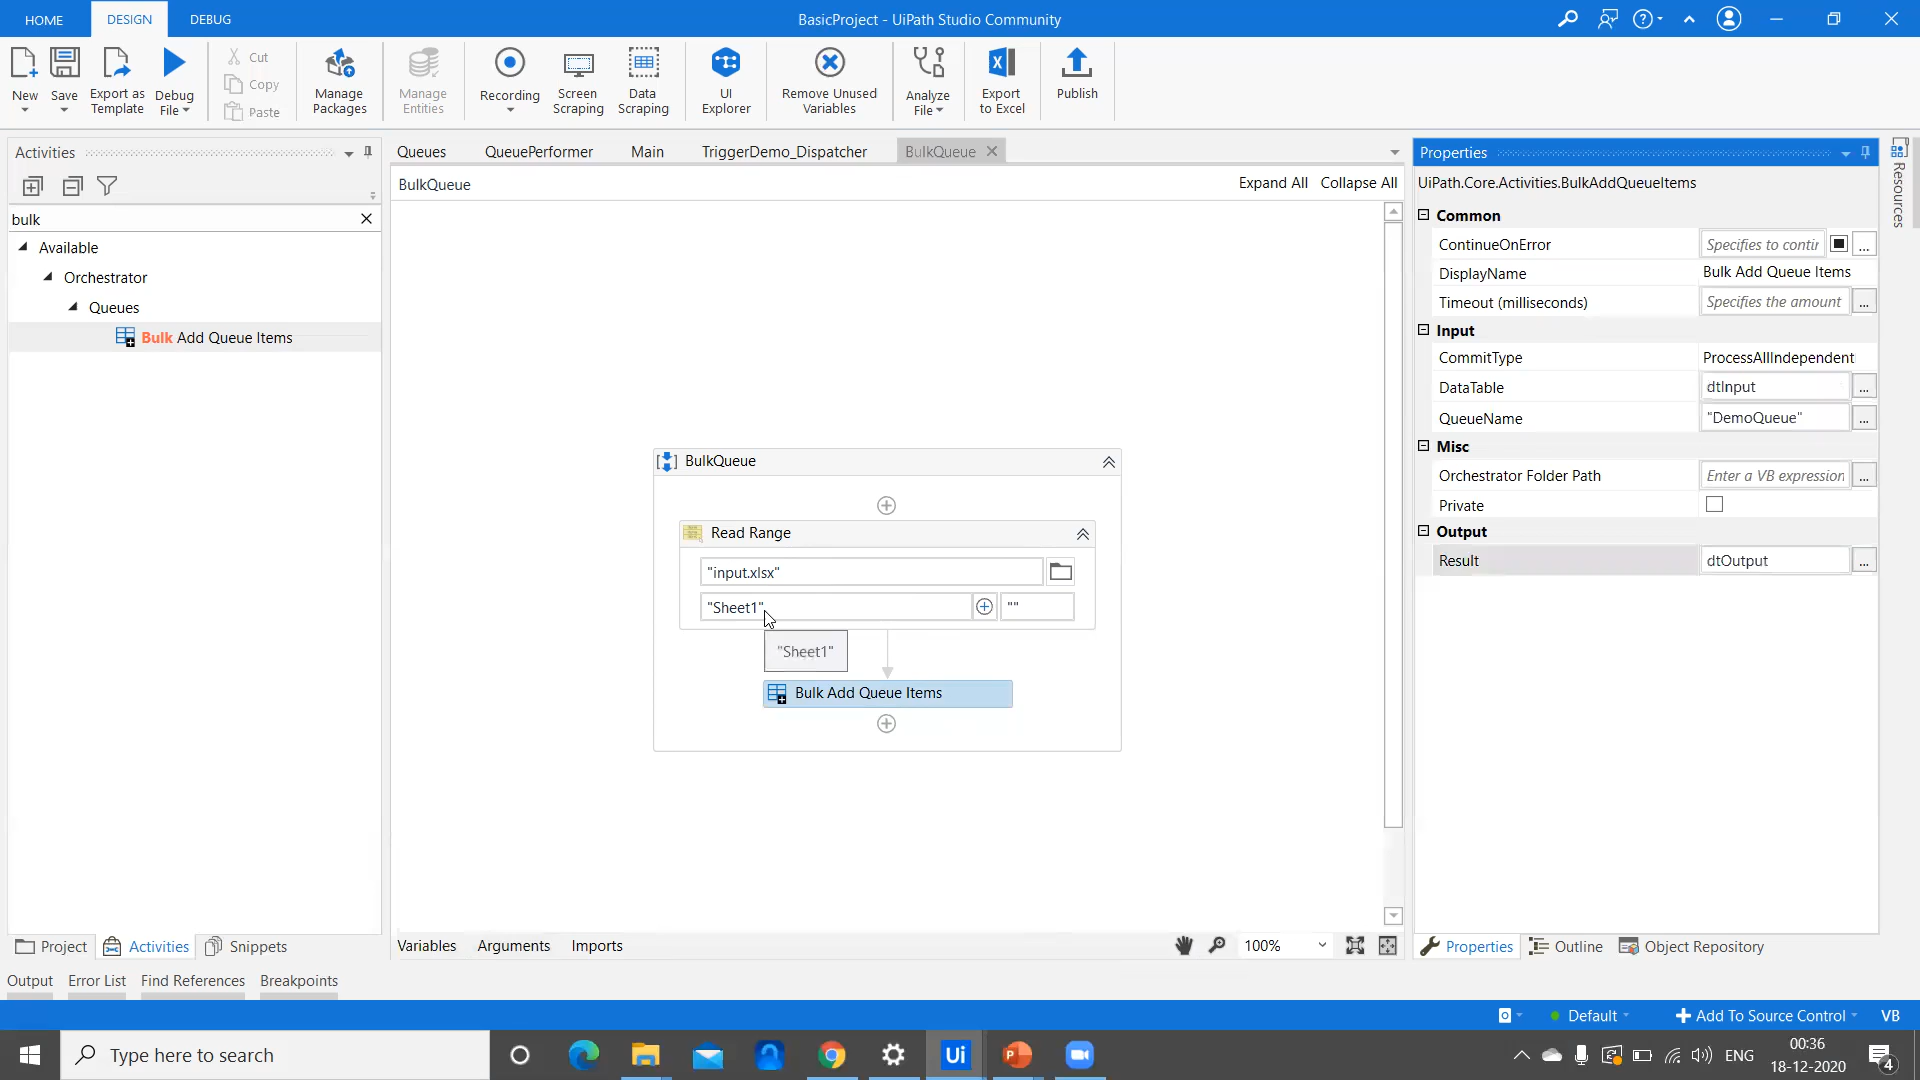 HOME DESIGN DEBUG
BasicProject - UiPath Studio Community
New
Save
Export as
Template
Debug
File
Cut
Copy
Paste
Manage
Packages
Manage
Entities
Recording
Screen
Scraping
Data
Scraping
UI
Explorer
Remove Unused
Variables
Analyze
File
Export
to Excel
Publish
Activities
bulk
Available
Orchestrator
Queues
Bulk Add Queue Items
Queues QueuePerformer Main TriggerDemo_Dispatcher BulkQueue
BulkQueue
Expand All Collapse All
BulkQueue
Read Range
"input.xlsx"
"Sheet1" ""
"Sheet1"
Bulk Add Queue Items
Properties
UiPath.Core.Activities.BulkAddQueueItems
Common
ContinueOnError Specifies to contir ...
DisplayName Bulk Add Queue Items
Timeout (milliseconds) Specifies the amount ...
Input
CommitType ProcessAllIndependent
DataTable dtInput ...
QueueName "DemoQueue" ...
Misc
Orchestrator Folder Path Enter a VB expression ...
Private
Output
Result dtOutput ...
Resources
Project Activities Snippets
Variables Arguments Imports
100%
Properties Outline Object Repository
Output Error List Find References Breakpoints
Default Add To Source Control VB
Type here to search
Ui
ENG
00:36
18-12-2020
4